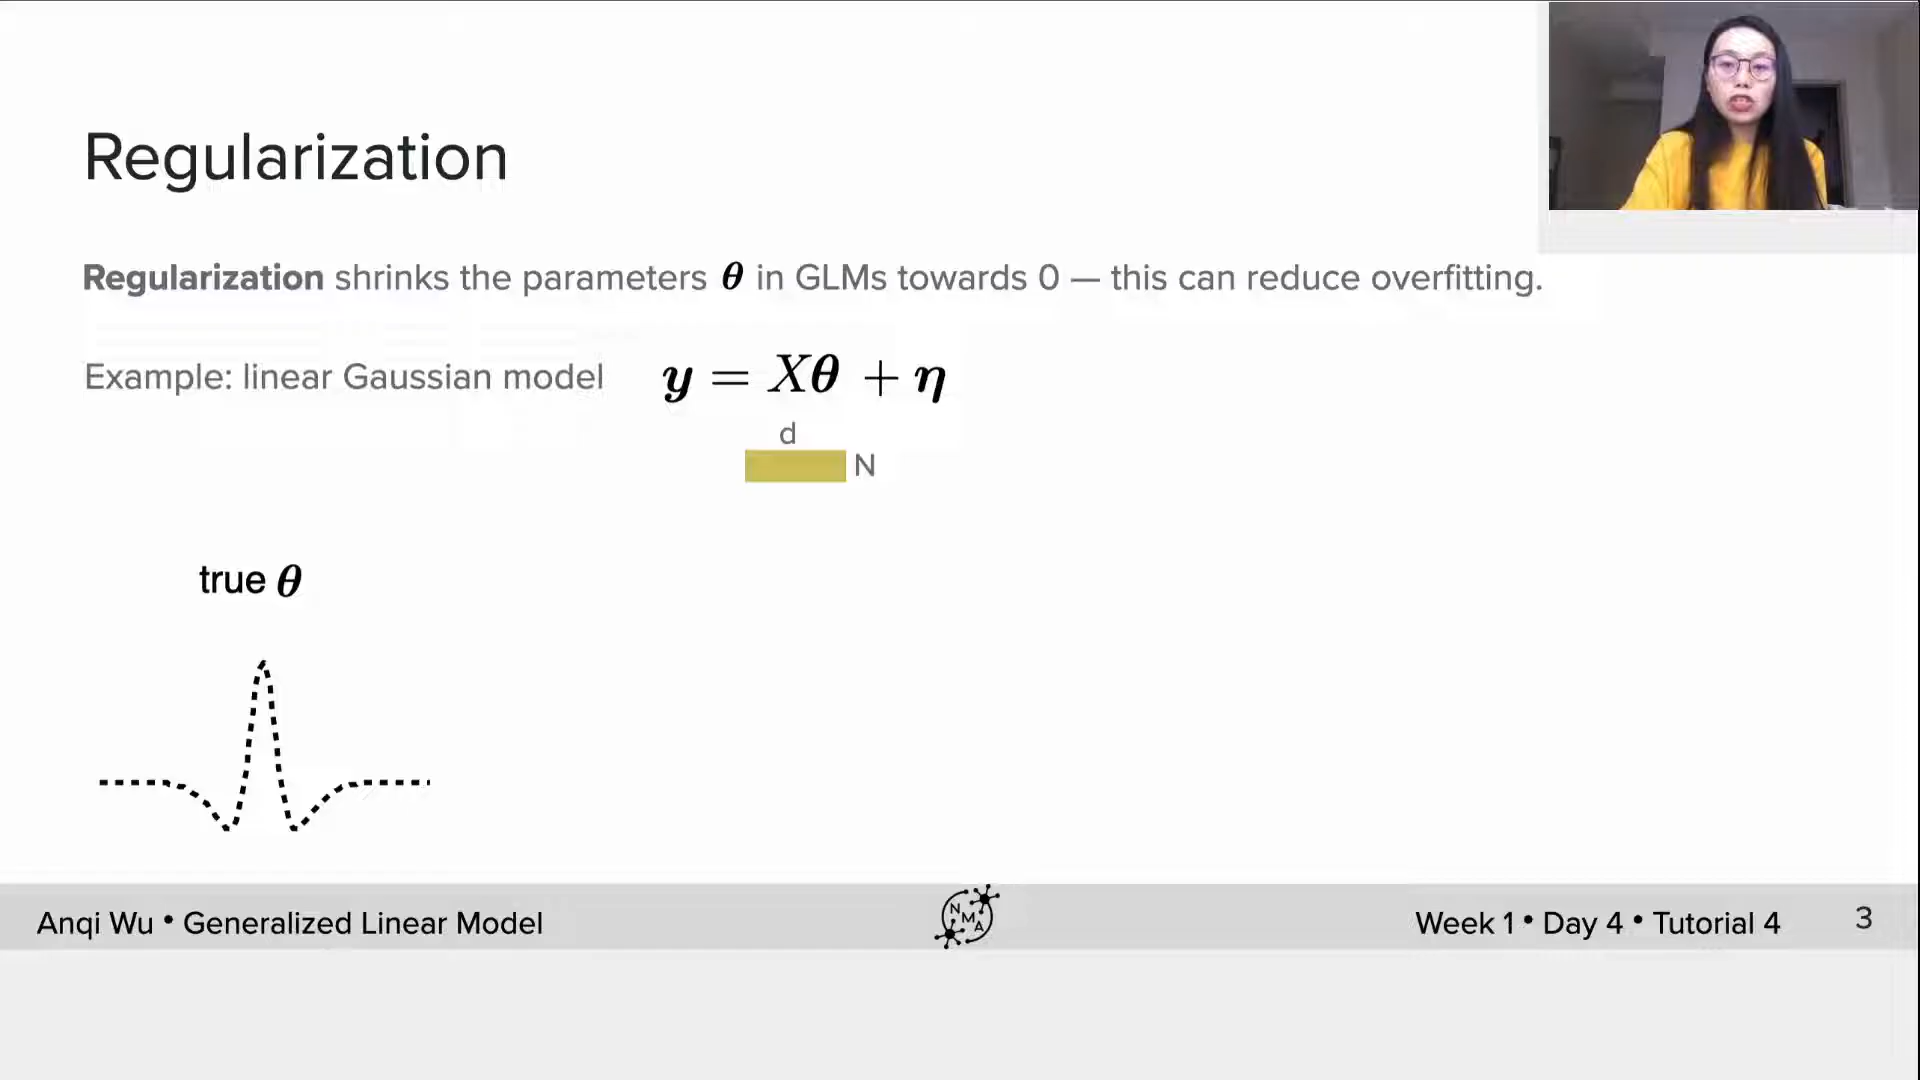 Regularization
Regularization shrinks the parameters θ in GLMs towards 0 — this can reduce overfitting.
Example: linear Gaussian model y = Xθ + η
d
N
true θ
Anqi Wu • Generalized Linear Model
N
M
A
Week 1 • Day 4 • Tutorial 4
3